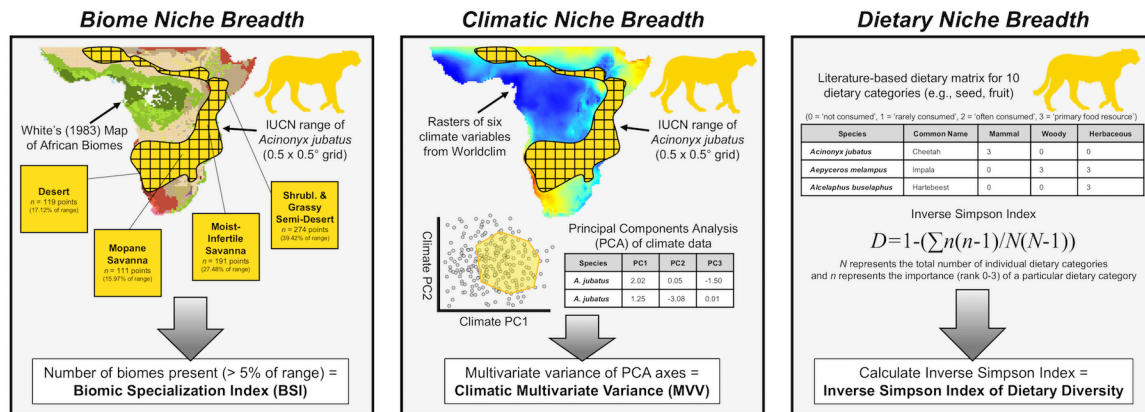 Biome Niche Breadth
White's (1983) Map
of African Biomes
IUCN range of
Acinonyx jubatus
(0.5 x 0.5° grid)
Desert
n = 119 points
(17.12% of range)
Mopane
Savanna
n = 111 points
(15.97% of range)
Moist-
Infertile
Savanna
n = 191 points
(27.48% of range)
Shrubl. &
Grassy
Semi-Desert
n = 274 points
(39.42% of range)
Number of biomes present (> 5% of range) =
Biomic Specialization Index (BSI)
Climatic Niche Breadth
Rasters of six
climate variables
from Worldclim
IUCN range of
Acinonyx jubatus
(0.5 x 0.5° grid)
Climate PC2
Climate PC1
Principal Components Analysis
(PCA) of climate data
Species PC1 PC2 PC3
A. jubatus 2.02 0.05 -1.50
A. jubatus 1.25 -3.08 0.01
Multivariate variance of PCA axes =
Climatic Multivariate Variance (MVV)
Dietary Niche Breadth
Literature-based dietary matrix for 10
dietary categories (e.g., seed, fruit)
(0 = 'not consumed', 1 = 'rarely consumed', 2 = 'often consumed', 3 = 'primary food resource')
Species Common Name Mammal Woody Herbaceous
Acinonyx jubatus Cheetah 3 0 0
Aepyceros melampus Impala 0 3 3
Alcelaphus buselaphus Hartebeest 0 0 3
Inverse Simpson Index
D=1-(∑n(n-1)/N(N-1))
N represents the total number of individual dietary categories
and n represents the importance (rank 0-3) of a particular dietary category
Calculate Inverse Simpson Index =
Inverse Simpson Index of Dietary Diversity